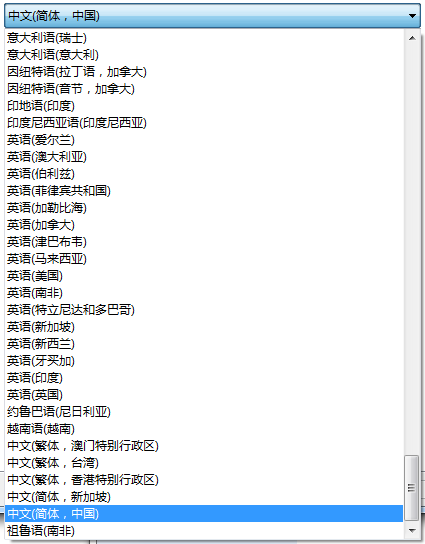 中文(简体，中国)
意大利语(瑞士)
意大利语(意大利)
因纽特语(拉丁语，加拿大)
因纽特语(音节，加拿大)
印地语(印度)
印度尼西亚语(印度尼西亚)
英语(爱尔兰)
英语(澳大利亚)
英语(伯利兹)
英语(菲律宾共和国)
英语(加勒比海)
英语(加拿大)
英语(津巴布韦)
英语(马来西亚)
英语(美国)
英语(南非)
英语(特立尼达和多巴哥)
英语(新加坡)
英语(新西兰)
英语(牙买加)
英语(印度)
英语(英国)
约鲁巴语(尼日利亚)
越南语(越南)
中文(繁体，澳门特别行政区)
中文(繁体，台湾)
中文(繁体，香港特别行政区)
中文(简体，新加坡)
中文(简体，中国)
祖鲁语(南非)